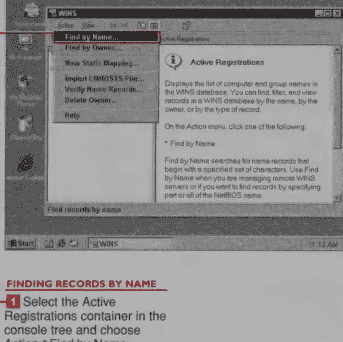 WINS
Action View
Active Registrations
Find by Name...
Find by Owner...
New Static Mapping...
Import LMHOSTS File...
Verify Name Records...
Delete Owner...
Help
Active Registrations
Displays the list of computer and group names in
the WINS database. You can find, filter, and view
records in a WINS database by the name, by the
owner, or by the type of record.
On the Action menu, click one of the following:
* Find by Name
Find by Name searches for name records that
begin with a specified set of characters. Use Find
by Name when you are managing remote WINS
servers or if you want to find records by specifying
part or all of the NetBIOS name.
Find records by name
Start
WINS
11:13 AM
FINDING RECORDS BY NAME
1 Select the Active
Registrations container in the
console tree and choose